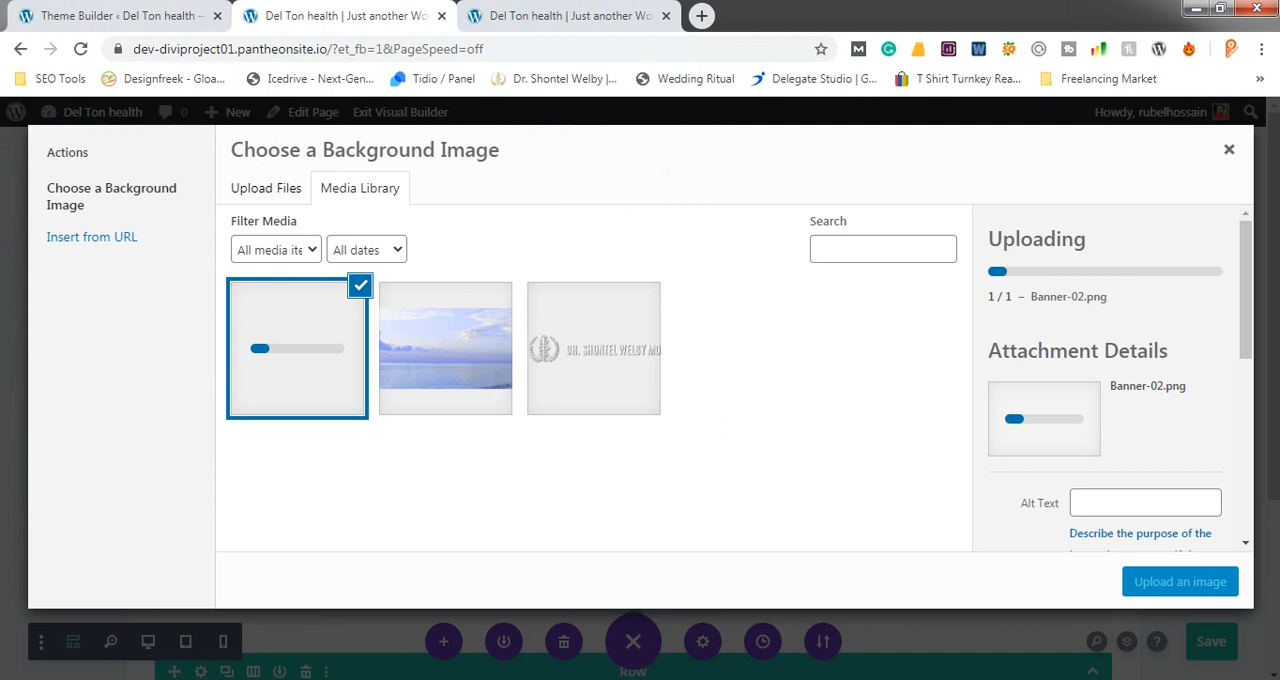 Theme Builder ‹ Del Ton health —
Del Ton health | Just another Wo
Del Ton health | Just another Wo
dev-diviproject01.pantheonsite.io/?et_fb=1&PageSpeed=off
SEO Tools
Designfreek - Gloa...
Icedrive - Next-Gen...
Tidio / Panel
Dr. Shontel Welby |...
Wedding Ritual
Delegate Studio | G...
T Shirt Turnkey Rea...
Freelancing Market
»
Del Ton health
0
New
Edit Page
Exit Visual Builder
Howdy, rubelhossain
Actions
Choose a Background
Image
Insert from URL
Choose a Background Image
Upload Files
Media Library
Filter Media
All media ite
All dates
Search
DR. SHONTEL WELBY MD
Uploading
1 / 1 – Banner-02.png
Attachment Details
Banner-02.png
Alt Text
Describe the purpose of the
Upload an image
Save
Row